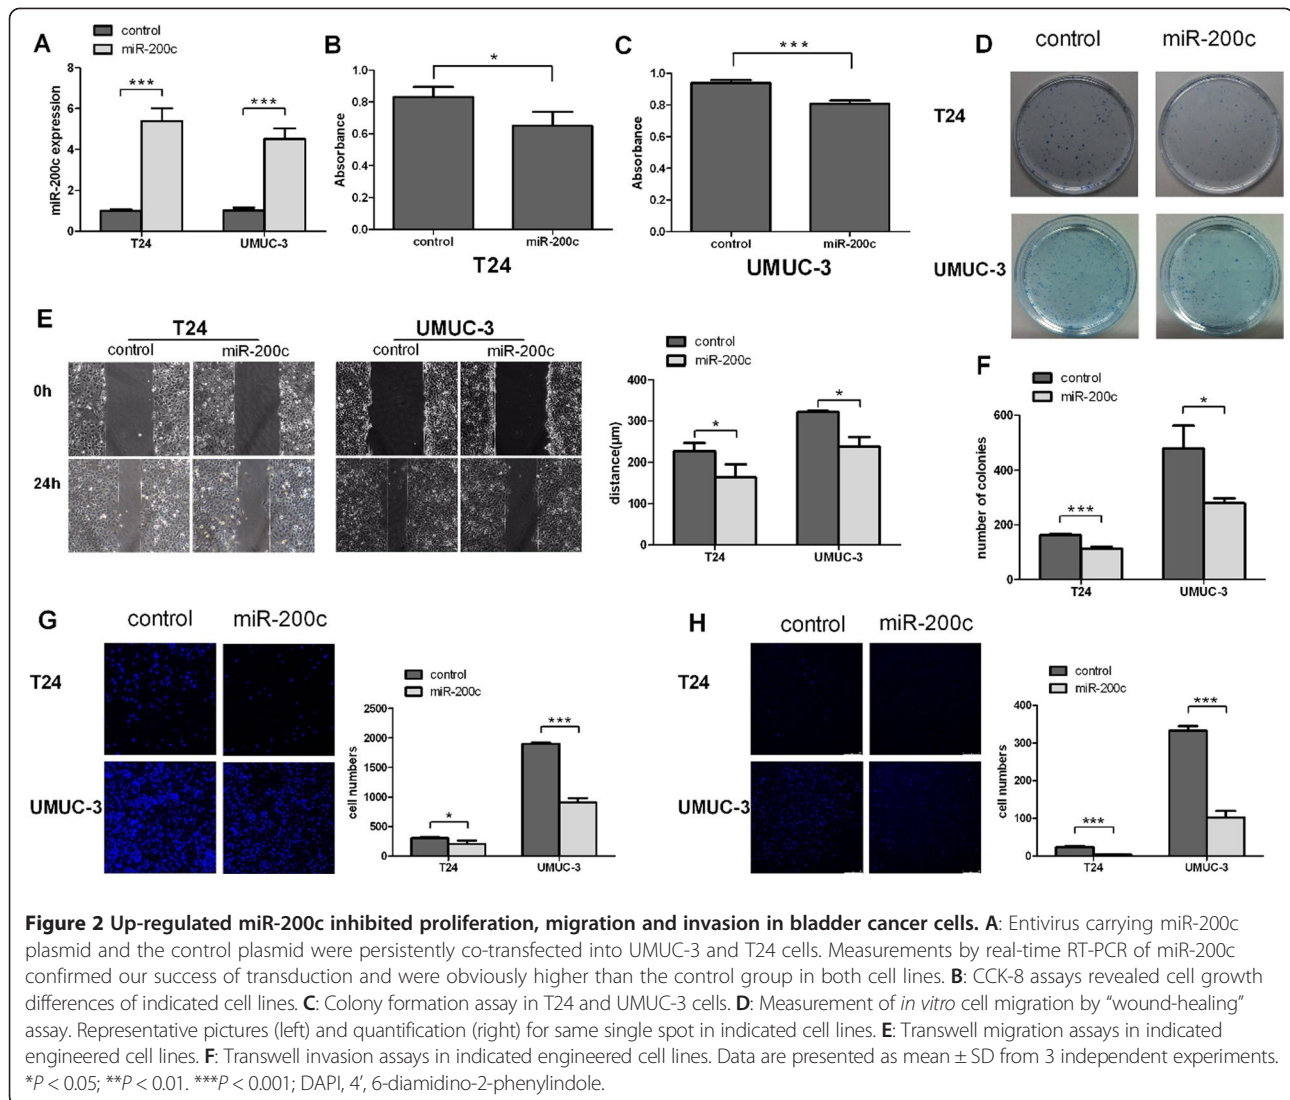 A
control
miR-200c
miR-200c expression
8
6
4
2
0
***
***
T24
UMUC-3
B
Absorbance
1.0
0.8
0.6
0.4
0.2
0.0
*
control
miR-200c
T24
C
Absorbance
1.0
0.8
0.6
0.4
0.2
0.0
***
control
miR-200c
UMUC-3
D
control
miR-200c
T24
UMUC-3
E
T24
UMUC-3
control
miR-200c
control
miR-200c
0h
24h
control
miR-200c
distance(µm)
400
300
200
100
0
*
*
T24
UMUC-3
F
control
miR-200c
number of colonies
600
400
200
0
***
*
T24
UMUC-3
G
control
miR-200c
T24
UMUC-3
control
miR-200c
cell numbers
2500
2000
1500
1000
500
0
*
***
T24
UMUC-3
H
control
miR-200c
T24
UMUC-3
control
miR-200c
cell numbers
400
300
200
100
0
***
***
T24
UMUC-3
Figure 2 Up-regulated miR-200c inhibited proliferation, migration and invasion in bladder cancer cells. A: Entivirus carrying miR-200c
plasmid and the control plasmid were persistently co-transfected into UMUC-3 and T24 cells. Measurements by real-time RT-PCR of miR-200c
confirmed our success of transduction and were obviously higher than the control group in both cell lines. B: CCK-8 assays revealed cell growth
differences of indicated cell lines. C: Colony formation assay in T24 and UMUC-3 cells. D: Measurement of in vitro cell migration by “wound-healing”
assay. Representative pictures (left) and quantification (right) for same single spot in indicated cell lines. E: Transwell migration assays in indicated
engineered cell lines. F: Transwell invasion assays in indicated engineered cell lines. Data are presented as mean ± SD from 3 independent experiments.
*P < 0.05; **P < 0.01. ***P < 0.001; DAPI, 4′, 6-diamidino-2-phenylindole.